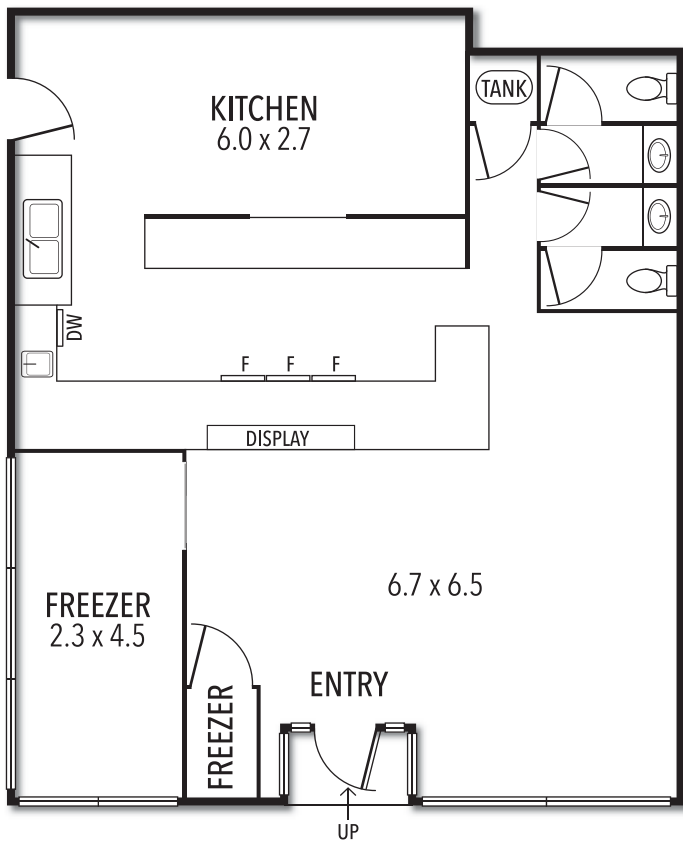 KITCHEN
6.0 x 2.7
TANK
DW
F F F
DISPLAY
6.7 x 6.5
FREEZER
2.3 x 4.5
ENTRY
FREEZER
UP